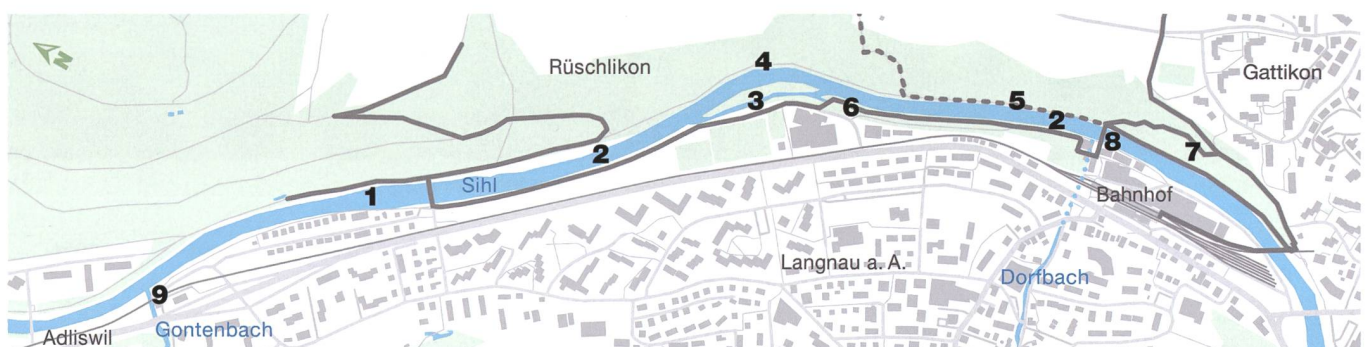 N
Rüschlikon
4
Gattikon
3
6
5
2
8
7
2
1
Sihl
Bahnhof
Langnau a. A.
Dorfbach
9
Gontenbach
Adliswil